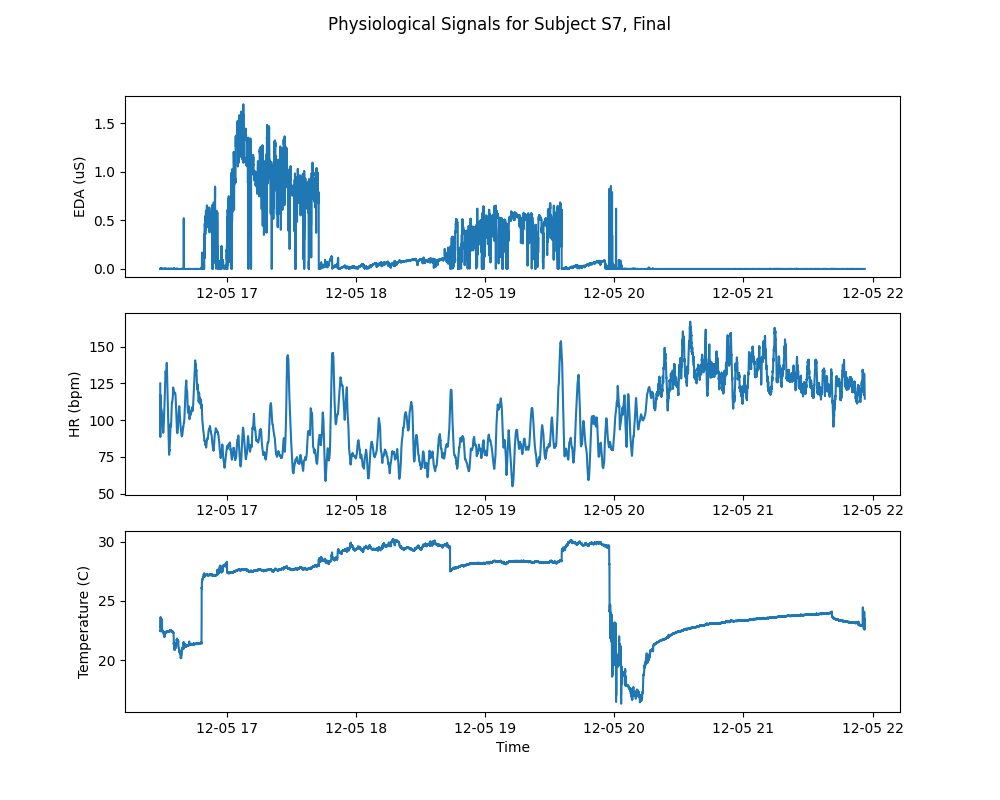 Physiological Signals for Subject S7, Final
EDA (uS)
1.5
1.0
0.5
0.0
12-05 17 12-05 18 12-05 19 12-05 20 12-05 21 12-05 22
HR (bpm)
150
125
100
75
50
12-05 17 12-05 18 12-05 19 12-05 20 12-05 21 12-05 22
Temperature (C)
30
25
20
12-05 17 12-05 18 12-05 19 12-05 20 12-05 21 12-05 22
Time